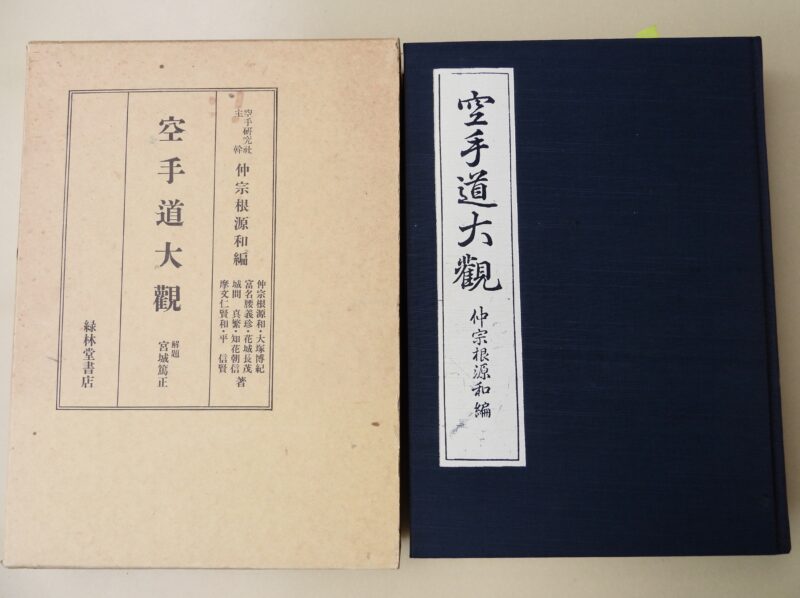 空手研究社
主幹
仲宗根源和編
仲宗根源和・大塚博紀
富名腰義珍・花城長茂
城間 真繁・知花朝信
摩文仁賢和・平 信賢
著
空手道大觀
解題
宮城篤正
緑林堂書店
空手道大觀
仲宗根源和編